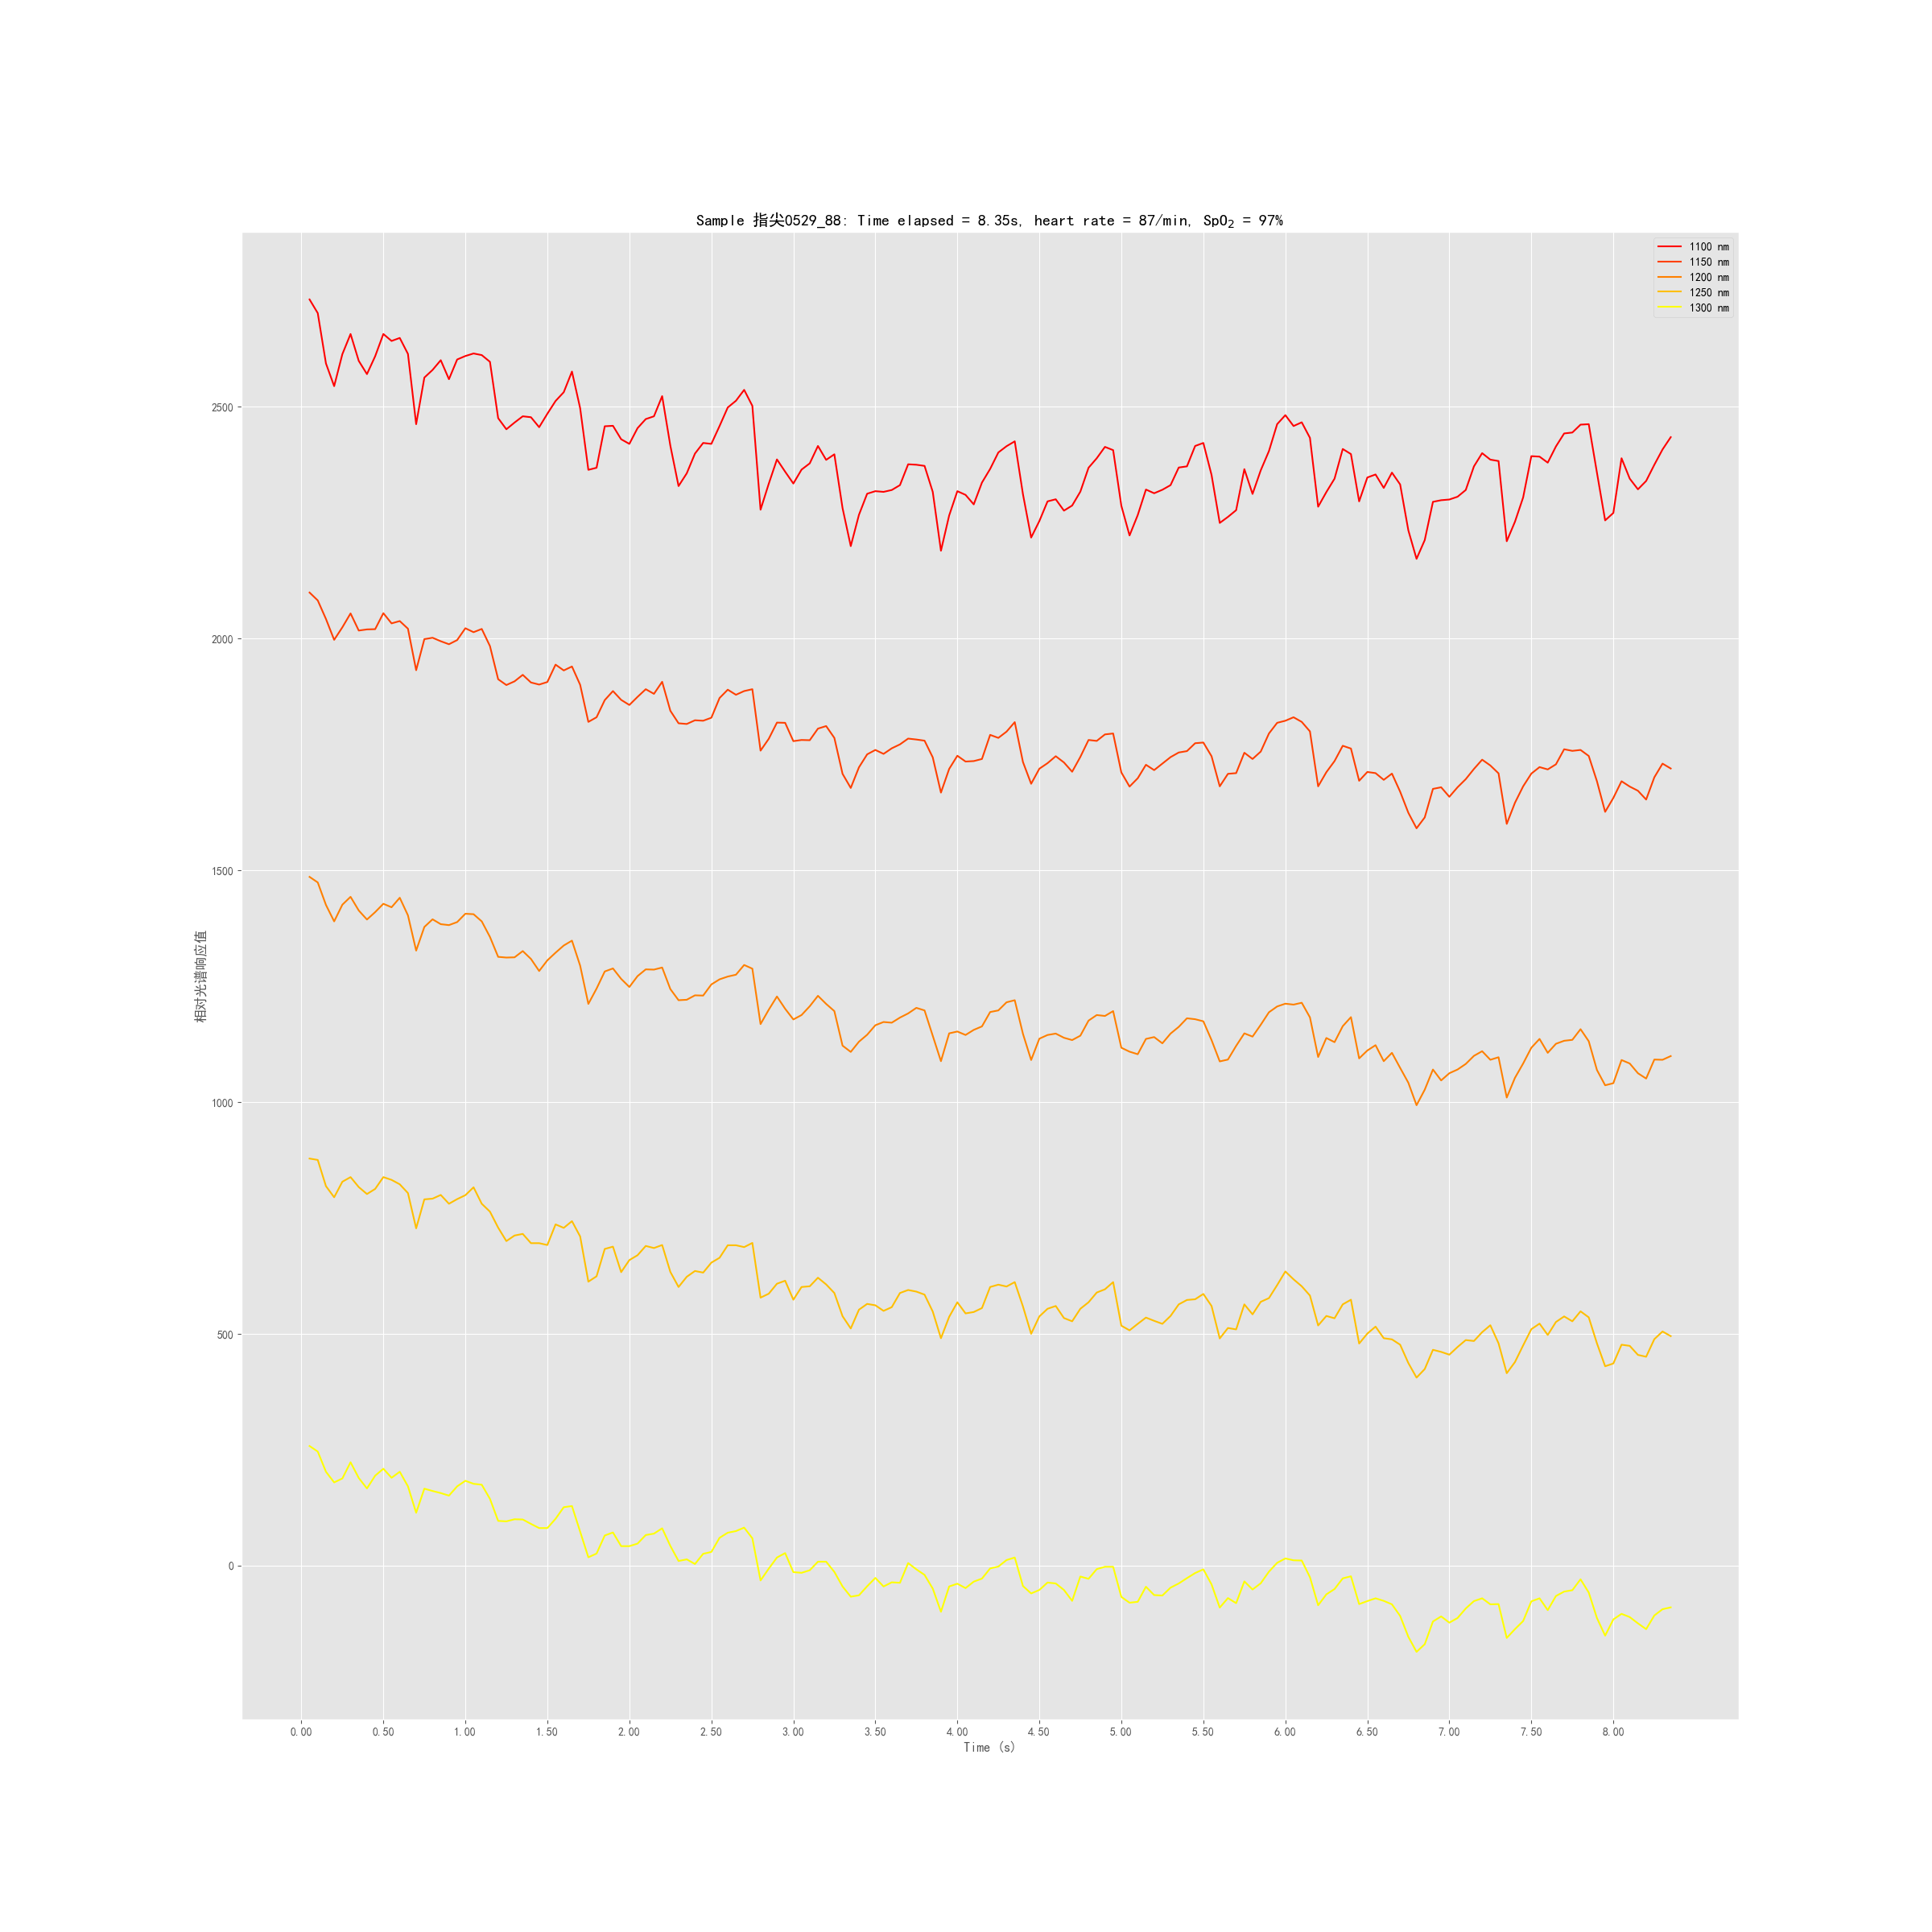 Sample 指尖0529_88: Time elapsed = 8.35s, heart rate = 87/min, SpO₂ = 97%
1100 nm
1150 nm
1200 nm
1250 nm
1300 nm
2500
2000
1500
1000
500
0
相对光谱响应值
0.00 0.50 1.00 1.50 2.00 2.50 3.00 3.50 4.00 4.50 5.00 5.50 6.00 6.50 7.00 7.50 8.00
Time (s)